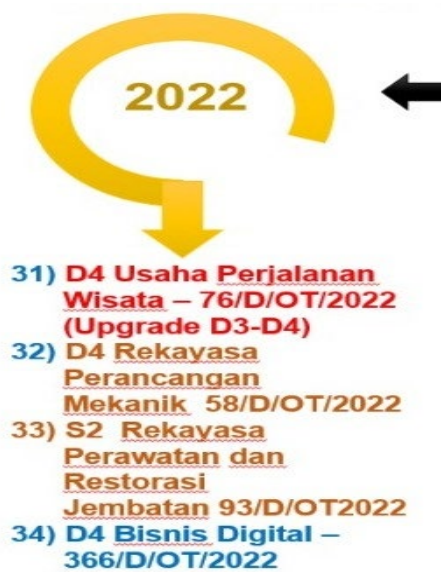 2022
31) D4 Usaha Perjalanan
Wisata – 76/D/OT/2022
(Upgrade D3-D4)
32) D4 Rekayasa
Perancangan
Mekanik 58/D/OT/2022
33) S2 Rekayasa
Perawatan dan
Restorasi
Jembatan 93/D/OT2022
34) D4 Bisnis Digital –
366/D/OT/2022